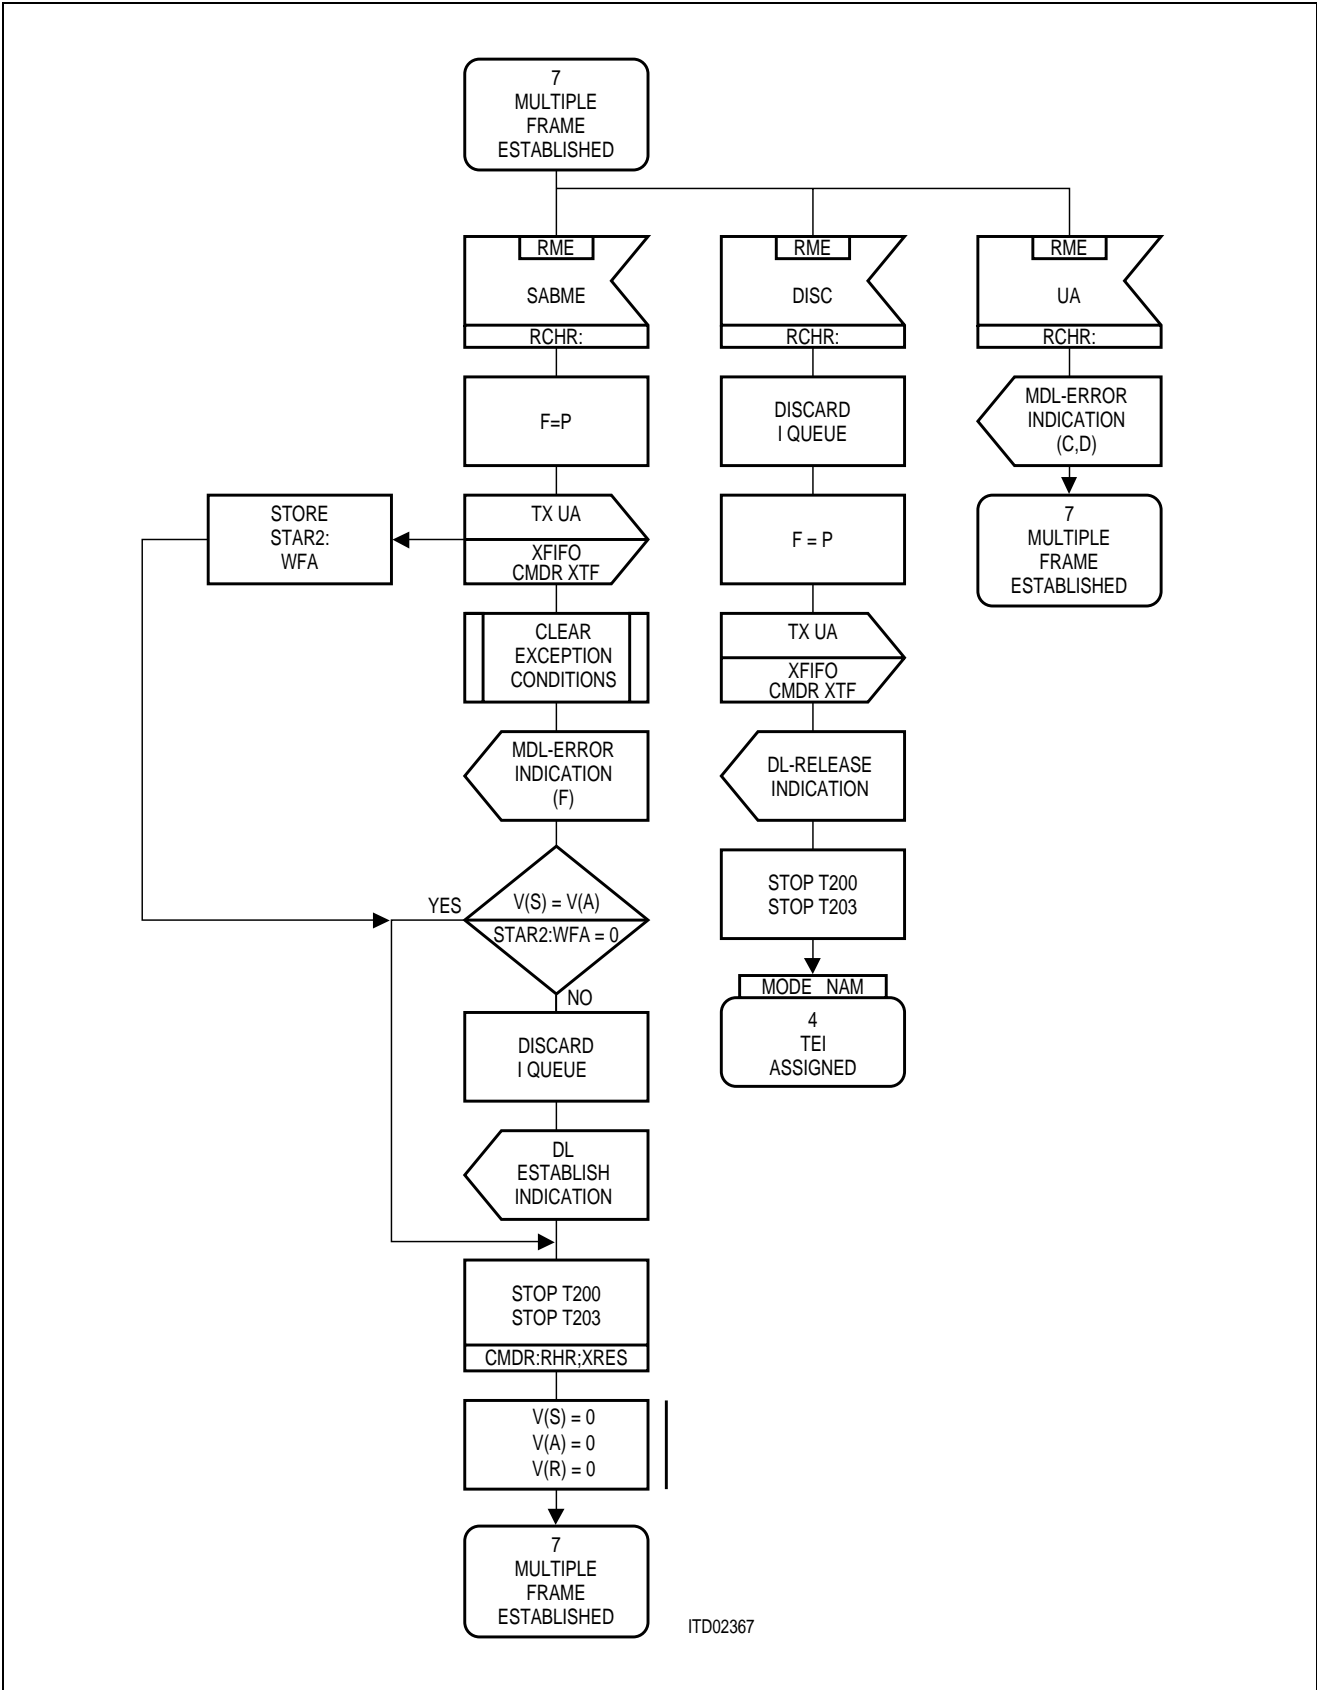 7
MULTIPLE
FRAME
ESTABLISHED
RME
SABME
RCHR:
F=P
TX UA
XFIFO
CMDR XTF
STORE
STAR2:
WFA
CLEAR
EXCEPTION
CONDITIONS
MDL-ERROR
INDICATION
(F)
YES
V(S) = V(A)
STAR2:WFA = 0
NO
DISCARD
I QUEUE
DL
ESTABLISH
INDICATION
STOP T200
STOP T203
CMDR:RHR;XRES
V(S) = 0
V(A) = 0
V(R) = 0
7
MULTIPLE
FRAME
ESTABLISHED
RME
DISC
RCHR:
DISCARD
I QUEUE
F = P
TX UA
XFIFO
CMDR XTF
DL-RELEASE
INDICATION
STOP T200
STOP T203
MODE NAM
4
TEI
ASSIGNED
RME
UA
RCHR:
MDL-ERROR
INDICATION
(C,D)
7
MULTIPLE
FRAME
ESTABLISHED
ITD02367